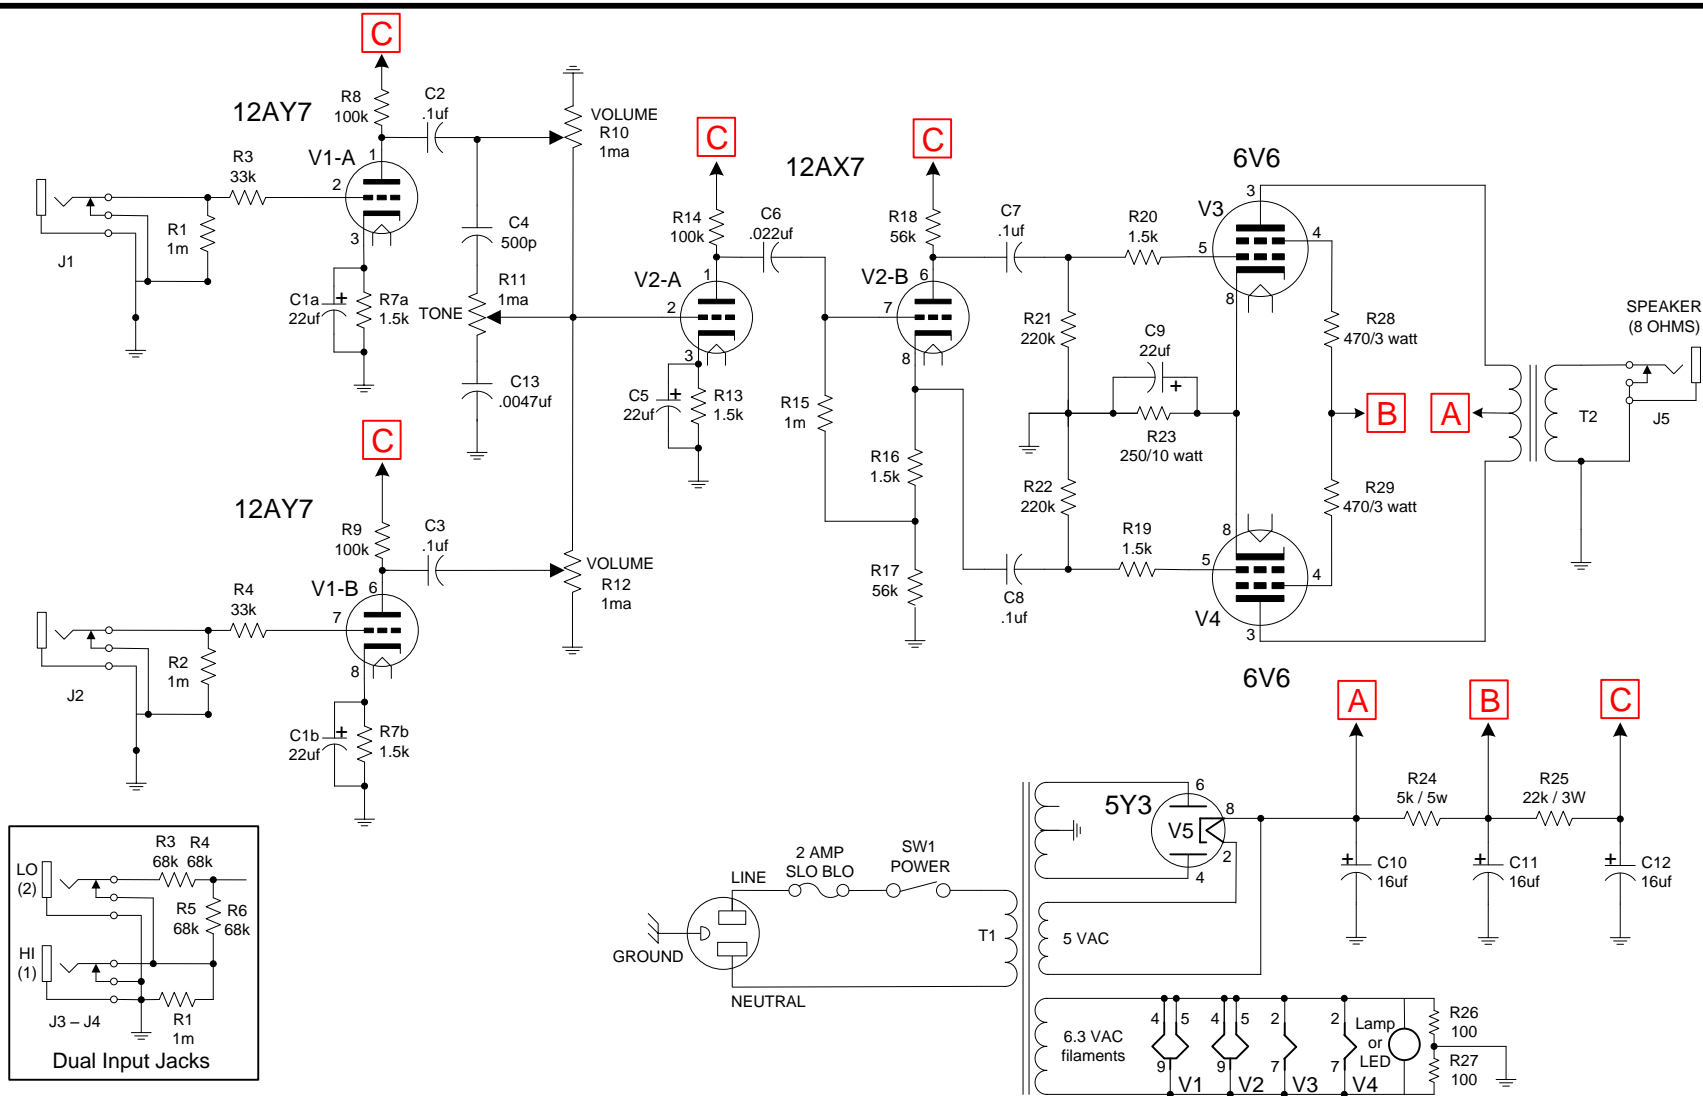 C
R8
100k
C2
.1uf
12AY7
VOLUME
R10
1ma
R3
33k
V1-A
1
2
3
R1
1m
J1
C4
500p
R11
1ma
TONE
C1a
+
22uf
R7a
1.5k
C13
.0047uf
C
R14
100k
C6
.022uf
V2-A
1
2
3
C5
+
22uf
R13
1.5k
12AX7
C
R18
56k
V2-B
6
7
8
R15
1m
R16
1.5k
R17
56k
C7
.1uf
R20
1.5k
R21
220k
C9
22uf
+
R23
250/10 watt
R22
220k
R19
1.5k
C8
.1uf
6V6
V3
3
4
5
8
R28
470/3 watt
B
A
R29
470/3 watt
8
5
4
V4
3
6V6
T2
SPEAKER
(8 OHMS)
J5
C
12AY7
R9
100k
C3
.1uf
VOLUME
R12
1ma
R4
33k
V1-B
6
7
8
R2
1m
J2
C1b
+
22uf
R7b
1.5k
R3
68k
R4
68k
LO
(2)
R5
68k
R6
68k
HI
(1)
J3 – J4
R1
1m
Dual Input Jacks
A
B
C
R24
5k / 5w
R25
22k / 3W
+
C10
16uf
+
C11
16uf
+
C12
16uf
5Y3
V5
6
8
2
4
2 AMP
SLO BLO
SW1
POWER
LINE
GROUND
NEUTRAL
T1
5 VAC
6.3 VAC
filaments
4
5
9
V1
4
5
9
V2
2
7
V3
2
7
V4
Lamp
or
LED
R26
100
R27
100